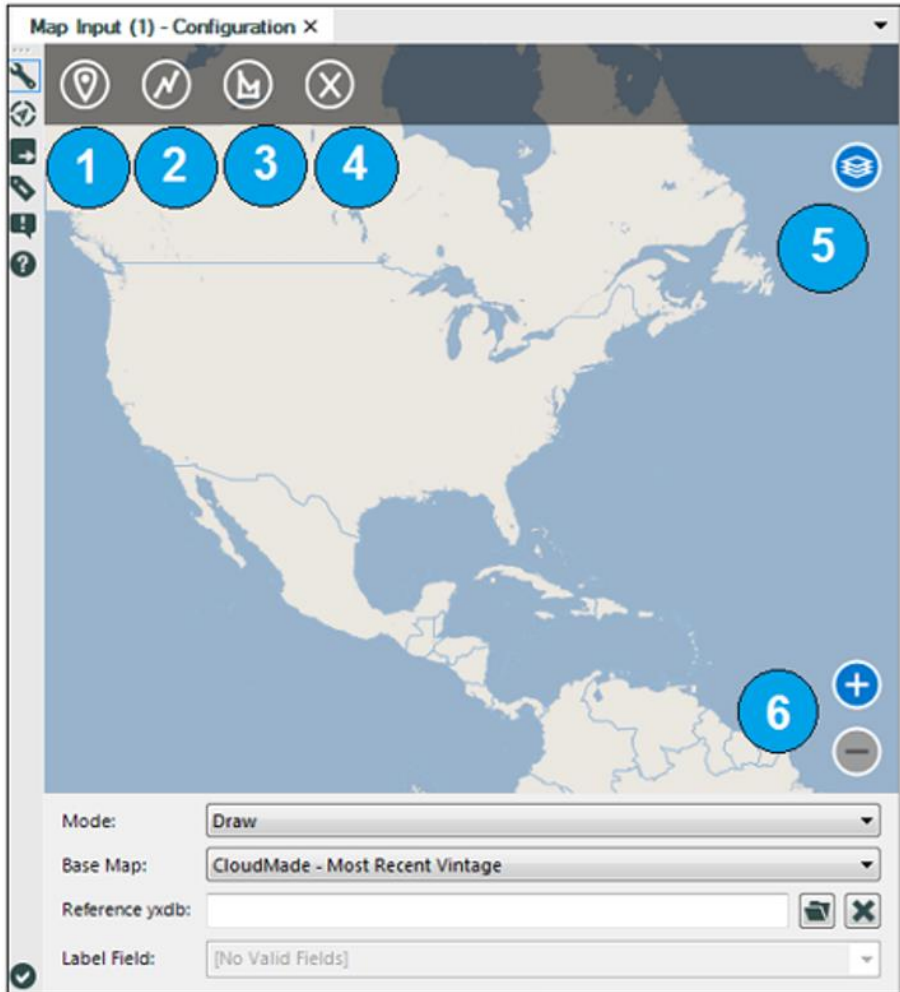 Map Input (1) - Configuration X
1 2 3 4
5
6
Mode: Draw
Base Map: CloudMade - Most Recent Vintage
Reference yxdb:
Label Field: [No Valid Fields]